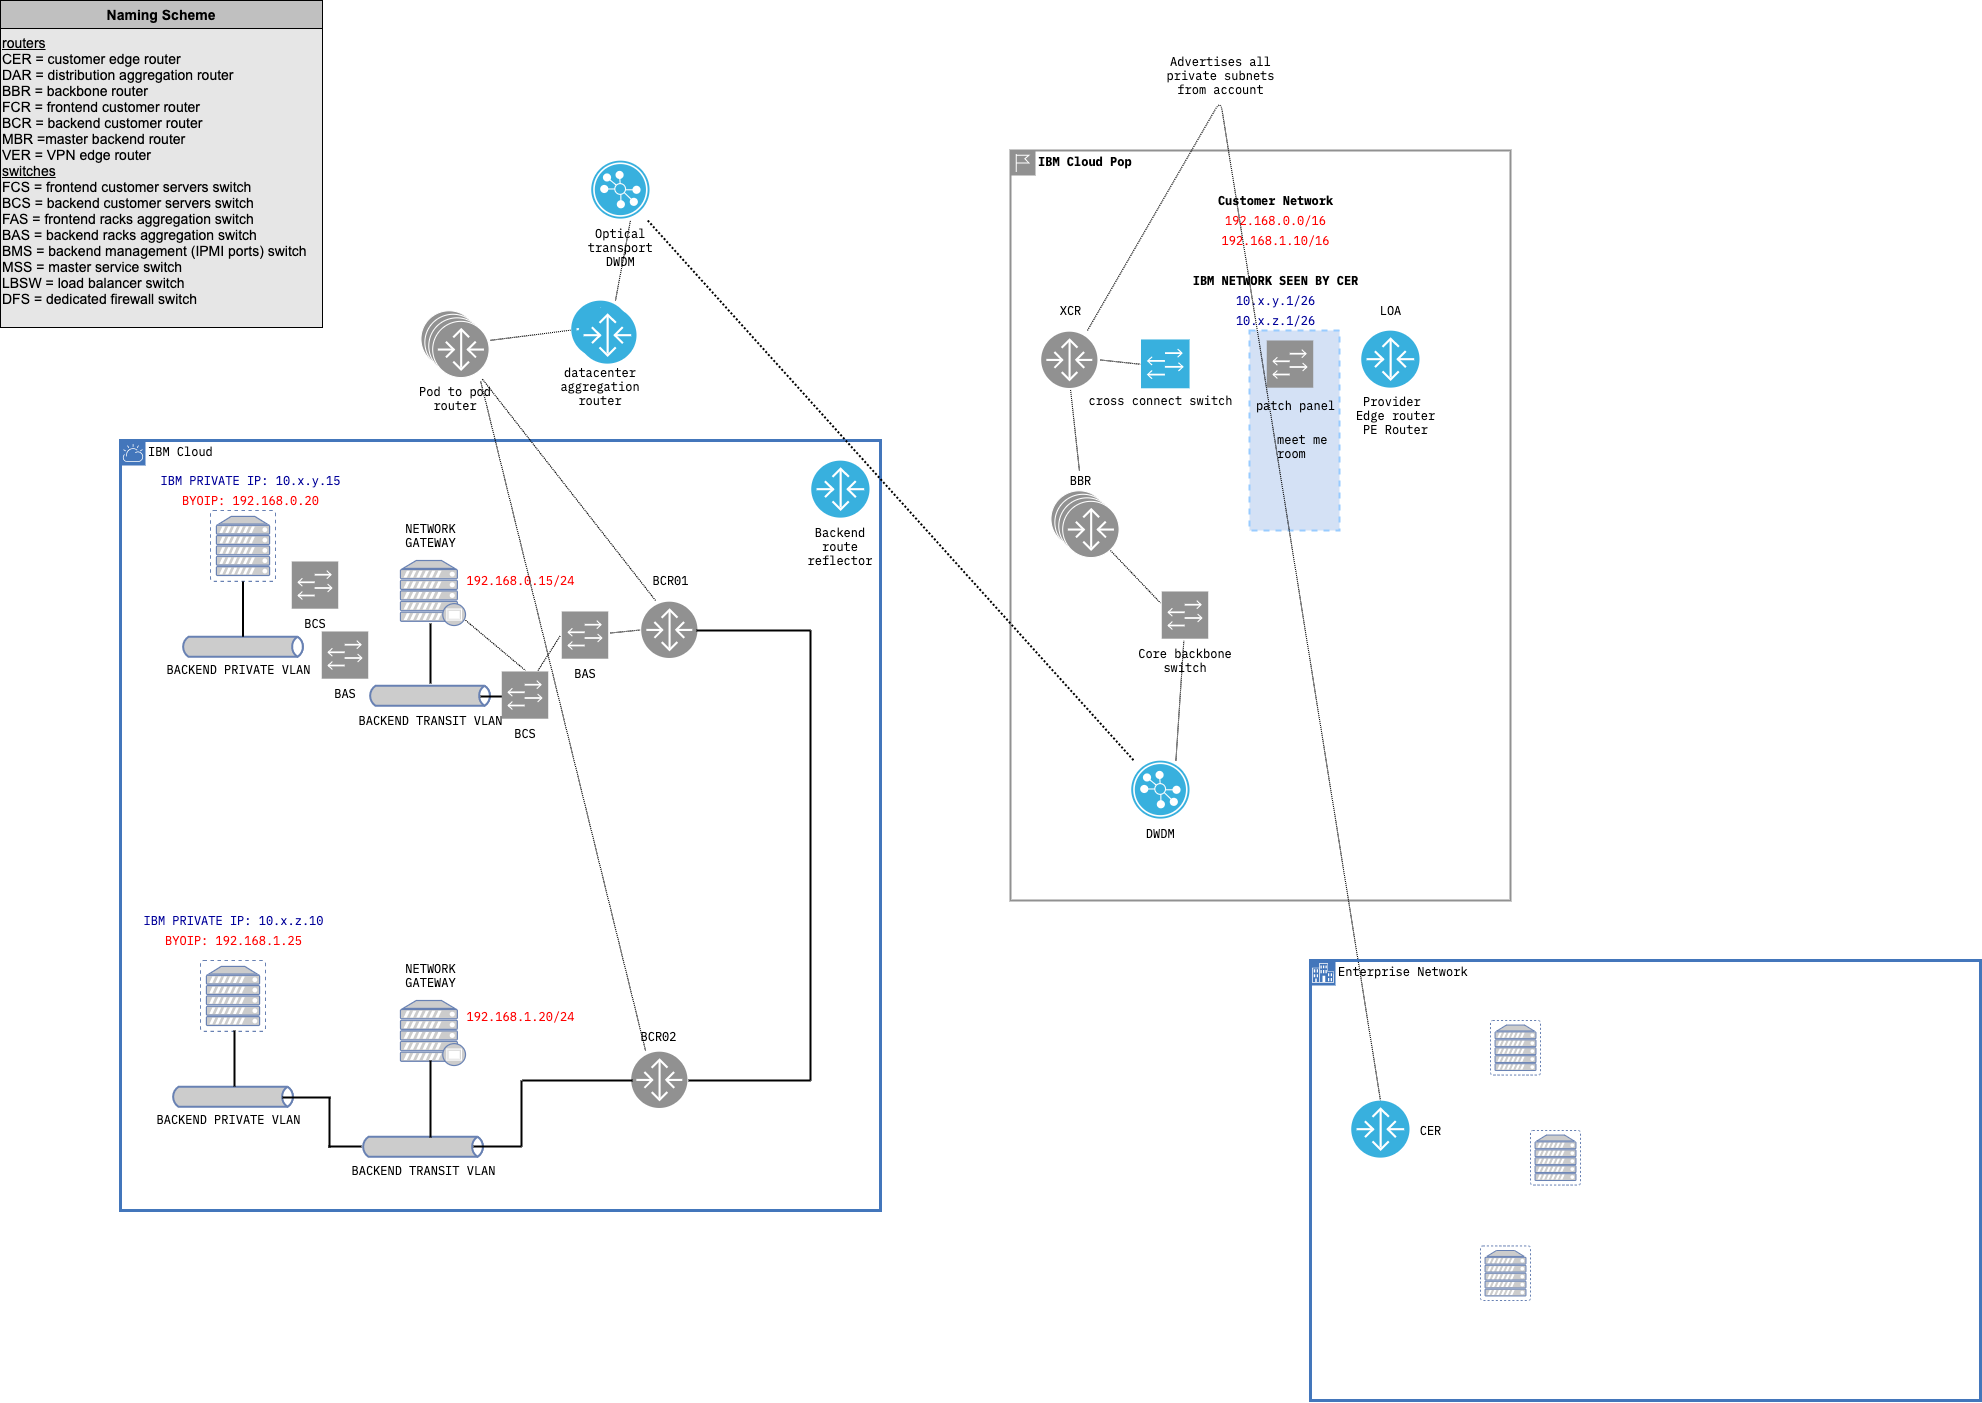 Naming Scheme
routers
CER = customer edge router
DAR = distribution aggregation router
BBR = backbone router
FCR = frontend customer router
BCR = backend customer router
MBR =master backend router
VER = VPN edge router
switches
FCS = frontend customer servers switch
BCS = backend customer servers switch
FAS = frontend racks aggregation switch
BAS = backend racks aggregation switch
BMS = backend management (IPMI ports) switch
MSS = master service switch
LBSW = load balancer switch
DFS = dedicated firewall switch
Optical
transport
DWDM
Pod to pod
router
datacenter
aggregation
router
IBM Cloud
IBM PRIVATE IP: 10.x.y.15
BYOIP: 192.168.0.20
BCS
BACKEND PRIVATE VLAN
BAS
NETWORK
GATEWAY
192.168.0.15/24
BACKEND TRANSIT VLAN
BCS
BAS
BCR01
Backend
route
reflector
IBM PRIVATE IP: 10.x.z.10
BYOIP: 192.168.1.25
BACKEND PRIVATE VLAN
NETWORK
GATEWAY
192.168.1.20/24
BACKEND TRANSIT VLAN
BCR02
Advertises all
private subnets
from account
IBM Cloud Pop
Customer Network
192.168.0.0/16
192.168.1.10/16
IBM NETWORK SEEN BY CER
10.x.y.1/26
10.x.z.1/26
XCR
cross connect switch
patch panel
meet me
room
LOA
Provider
Edge router
PE Router
BBR
Core backbone
switch
DWDM
Enterprise Network
CER